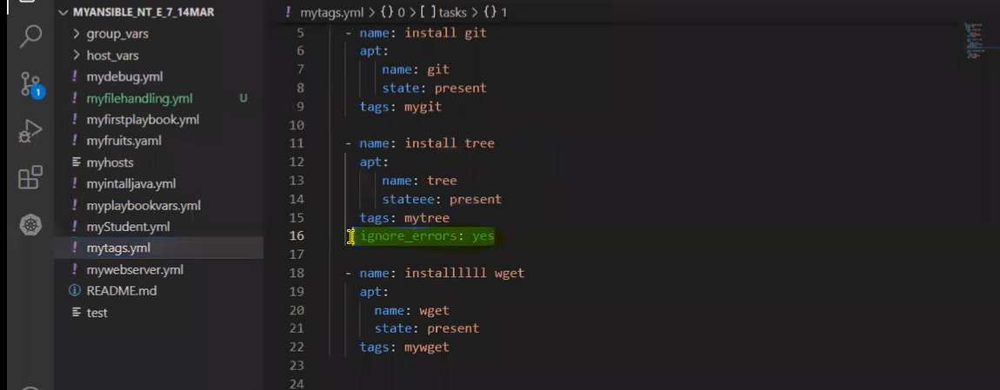 MYANSIBLE_NT_E_7_14MAR
group_vars
host_vars
! mydebug.yml
! myfilehandling.yml U
! myfirstplaybook.yml
! myfruits.yaml
myhosts
! myintalljava.yml
! myplaybookvars.yml
! myStudent.yml
! mytags.yml
! mywebserver.yml
README.md
test
1
! mytags.yml > {} 0 > [ ] tasks > {} 1
5 - name: install git
6 apt:
7 name: git
8 state: present
9 tags: mygit
10
11 - name: install tree
12 apt:
13 name: tree
14 stateee: present
15 tags: mytree
16 ignore_errors: yes
17
18 - name: installllll wget
19 apt:
20 name: wget
21 state: present
22 tags: mywget
23
24